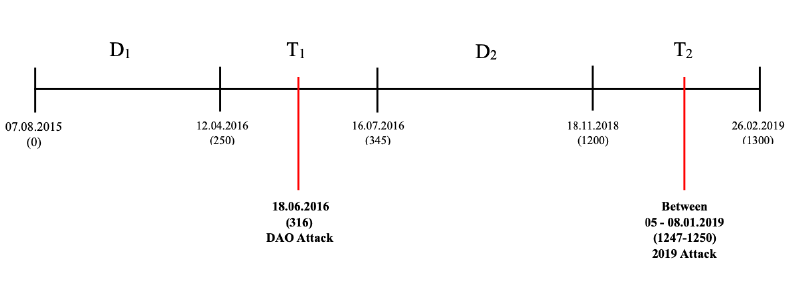 D1 T1 D2 T2
07.08.2015 12.04.2016 16.07.2016 18.11.2018 26.02.2019
(0) (250) (345) (1200) (1300)
18.06.2016
(316)
DAO Attack
Between
05 - 08.01.2019
(1247-1250)
2019 Attack